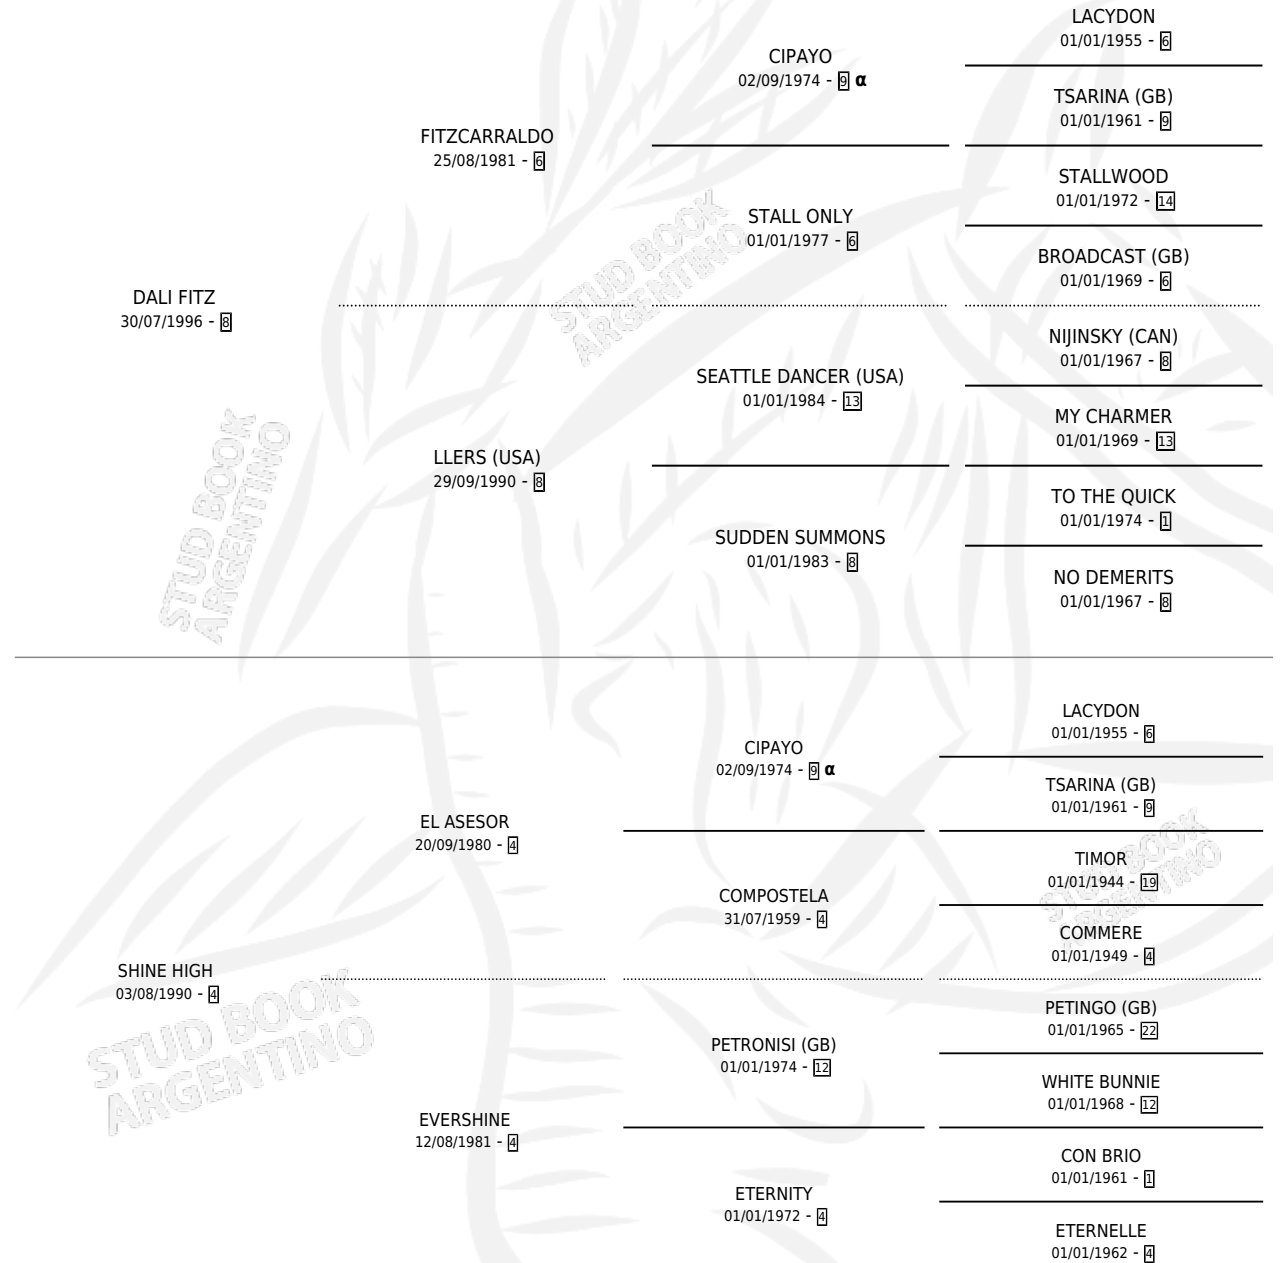 LACYDON
01/01/1955 - 6
CIPAYO
02/09/1974 - 9 α
TSARINA (GB)
01/01/1961 - 9
FITZCARRALDO
25/08/1981 - 6
STALLWOOD
01/01/1972 - 14
STALL ONLY
01/01/1977 - 6
BROADCAST (GB)
01/01/1969 - 6
DALI FITZ
30/07/1996 - 8
NIJINSKY (CAN)
01/01/1967 - 8
SEATTLE DANCER (USA)
01/01/1984 - 13
MY CHARMER
01/01/1969 - 13
LLERS (USA)
29/09/1990 - 8
TO THE QUICK
01/01/1974 - 1
SUDDEN SUMMONS
01/01/1983 - 8
NO DEMERITS
01/01/1967 - 8
STUD BOOK
ARGENTINO
STUD BOOK
ARGENTINO
LACYDON
01/01/1955 - 6
CIPAYO
02/09/1974 - 9 α
TSARINA (GB)
01/01/1961 - 9
EL ASESOR
20/09/1980 - 4
TIMOR
01/01/1944 - 19
COMPOSTELA
31/07/1959 - 4
COMMERE
01/01/1949 - 4
SHINE HIGH
03/08/1990 - 4
PETINGO (GB)
01/01/1965 - 22
PETRONISI (GB)
01/01/1974 - 12
WHITE BUNNIE
01/01/1968 - 12
EVERSHINE
12/08/1981 - 4
CON BRIO
01/01/1961 - 1
ETERNITY
01/01/1972 - 4
ETERNELLE
01/01/1962 - 4
STUD BOOK
ARGENTINO
STUD BOOK
ARGENTINO